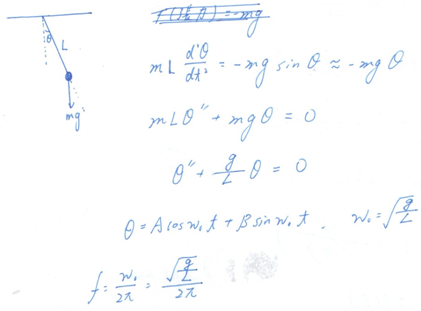 θ
L
mg
mL d²θ/dt² = -mg sin θ ≈ -mg θ
mLθ″ + mgθ = 0
θ″ + g/L θ = 0
θ = A cos w₀ t + B sin w₀ t , w₀ = √(g/L)
f = w₀/2π = √(g/L)/2π